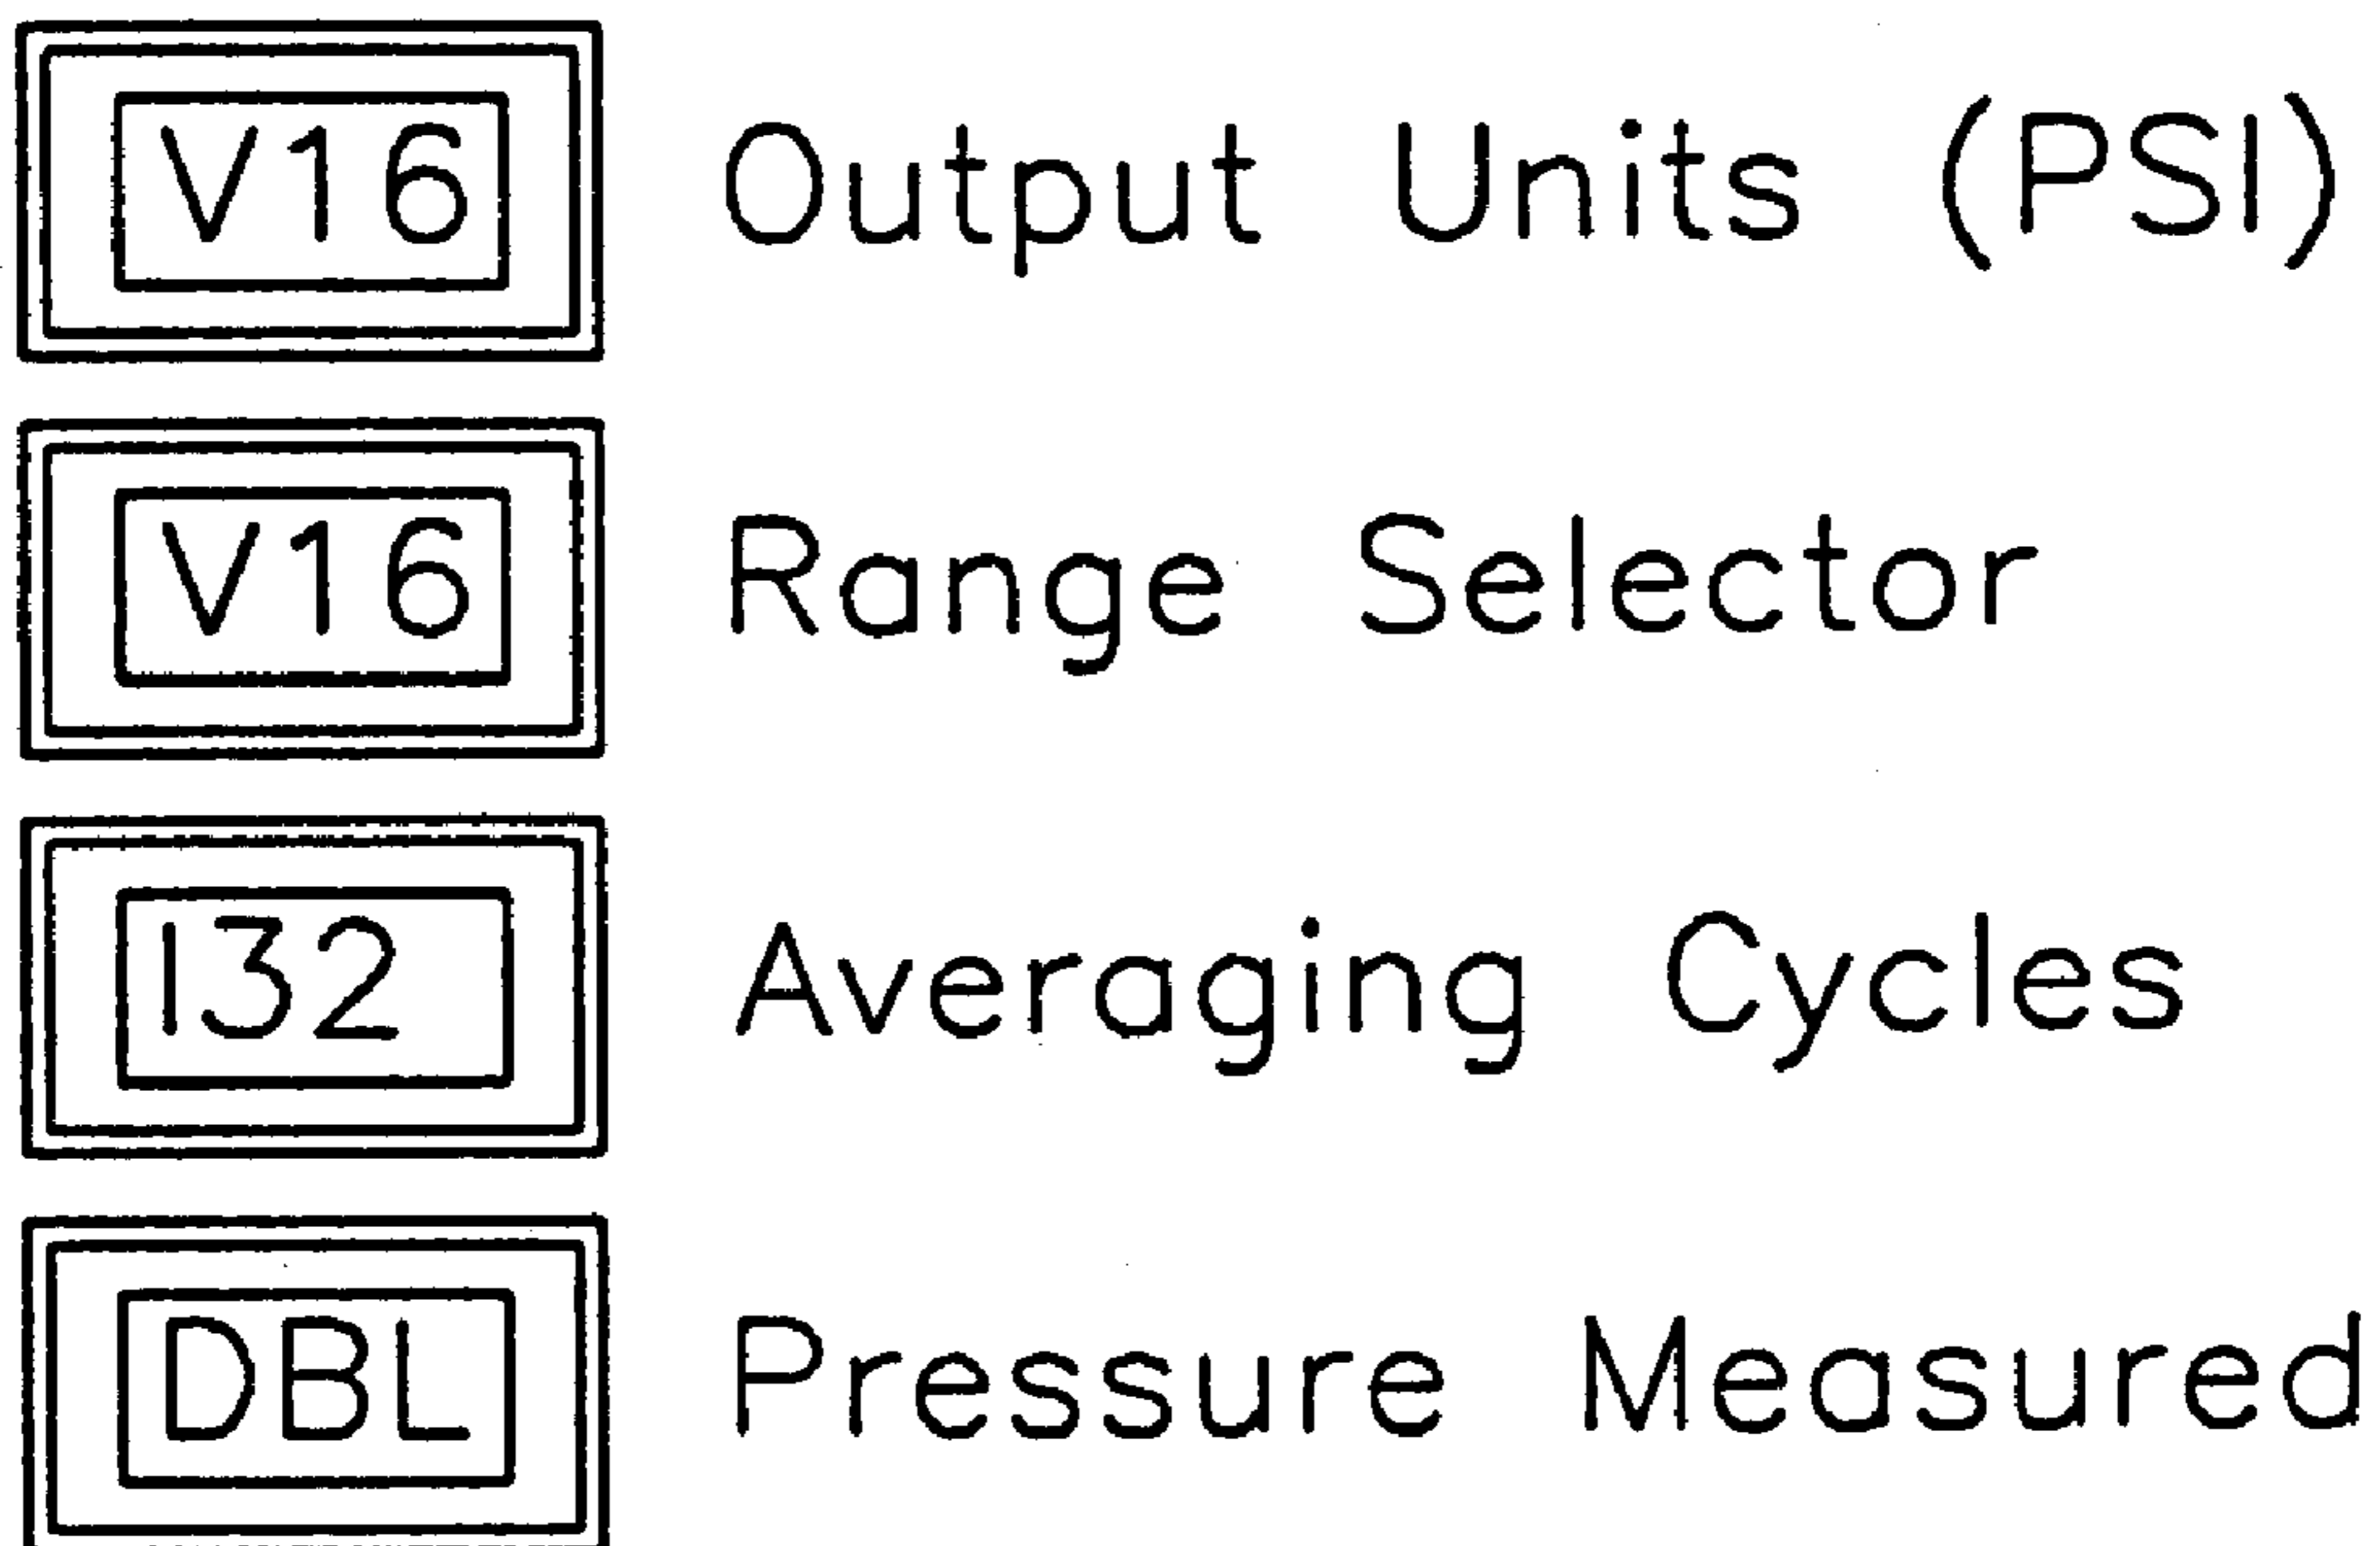 V16 Output Units (PSI)
V16 Range Selector
I32 Averaging Cycles
DBL Pressure Measured